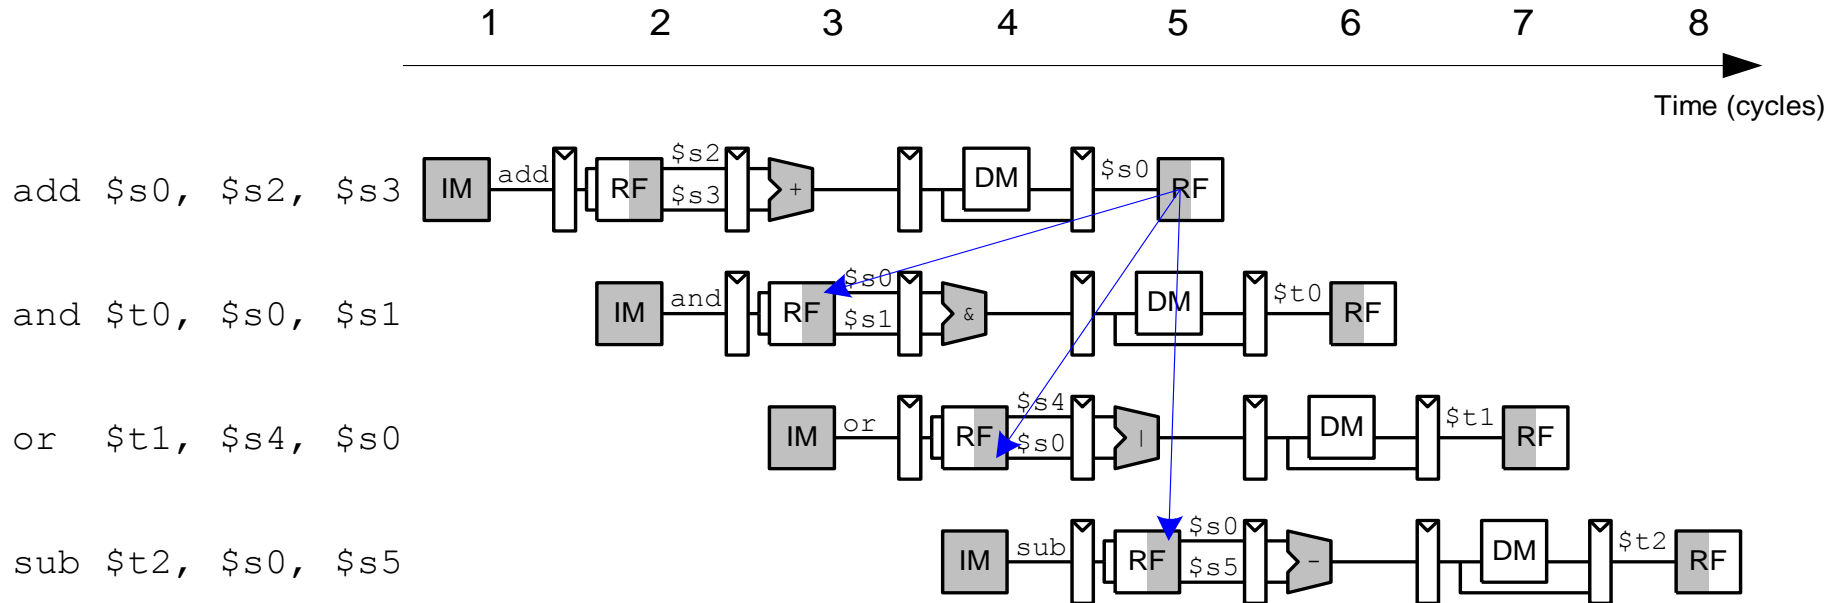 1 2 3 4 5 6 7 8
Time (cycles)
add $s0, $s2, $s3 IM add RF $s2 $s3 + DM $s0 RF
and $t0, $s0, $s1 IM and RF $s0 $s1 & DM $t0 RF
or $t1, $s4, $s0 IM or RF $s4 $s0 | DM $t1 RF
sub $t2, $s0, $s5 IM sub RF $s0 $s5 - DM $t2 RF